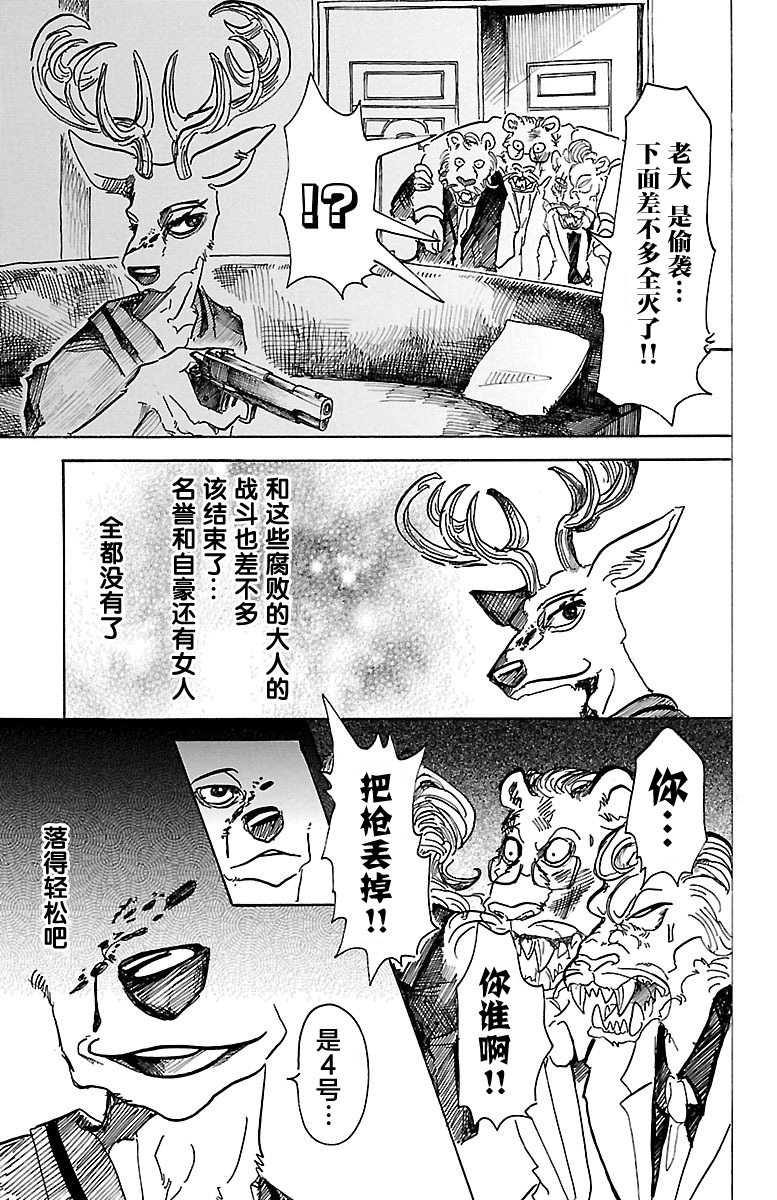 老大 是偷袭…
下面差不多全灭了!!
!?
和这些腐败的大人的
战斗也差不多
该结束了…
名誉和自豪还有女人
全都没有了
你…
把枪丢掉!!
你谁啊!!
落得轻松吧
是4号…